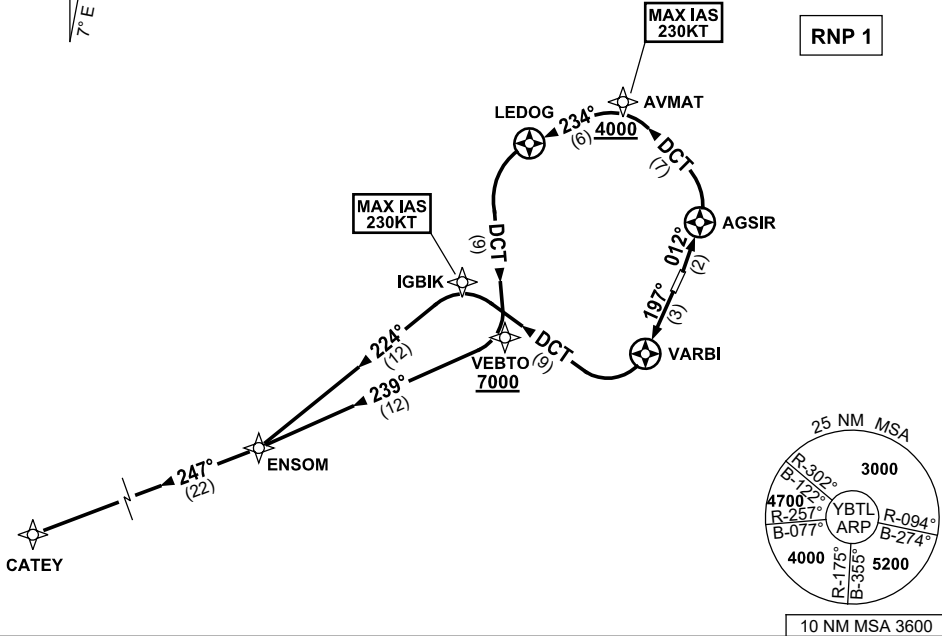 7° E
MAX IAS
230KT
RNP 1
AVMAT
LEDOG
234°
(6)
4000
DCT
(7)
MAX IAS
230KT
AGSIR
DCT
(9)
012°
(2)
IGBIK
197°
(3)
224°
(12)
VEBTO
7000
DCT
(9)
VARBI
239°
(12)
ENSOM
247°
(22)
CATEY
25 NM MSA
3000
R-302°
B-122°
4700
R-257°
B-077°
YBTL
ARP
R-094°
B-274°
4000
R-175°
B-355°
5200
10 NM MSA 3600